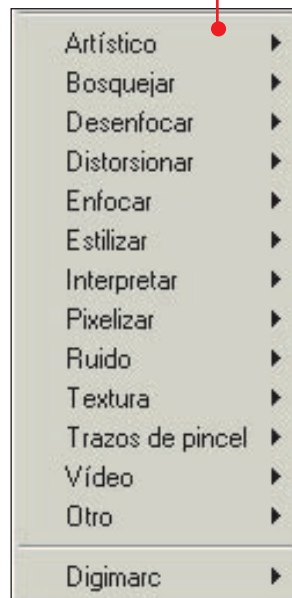 Artístico
Bosquejar
Desenfocar
Distorsionar
Enfocar
Estilizar
Interpretar
Pixelizar
Ruido
Textura
Trazos de pincel
Vídeo
Otro
Digimarc